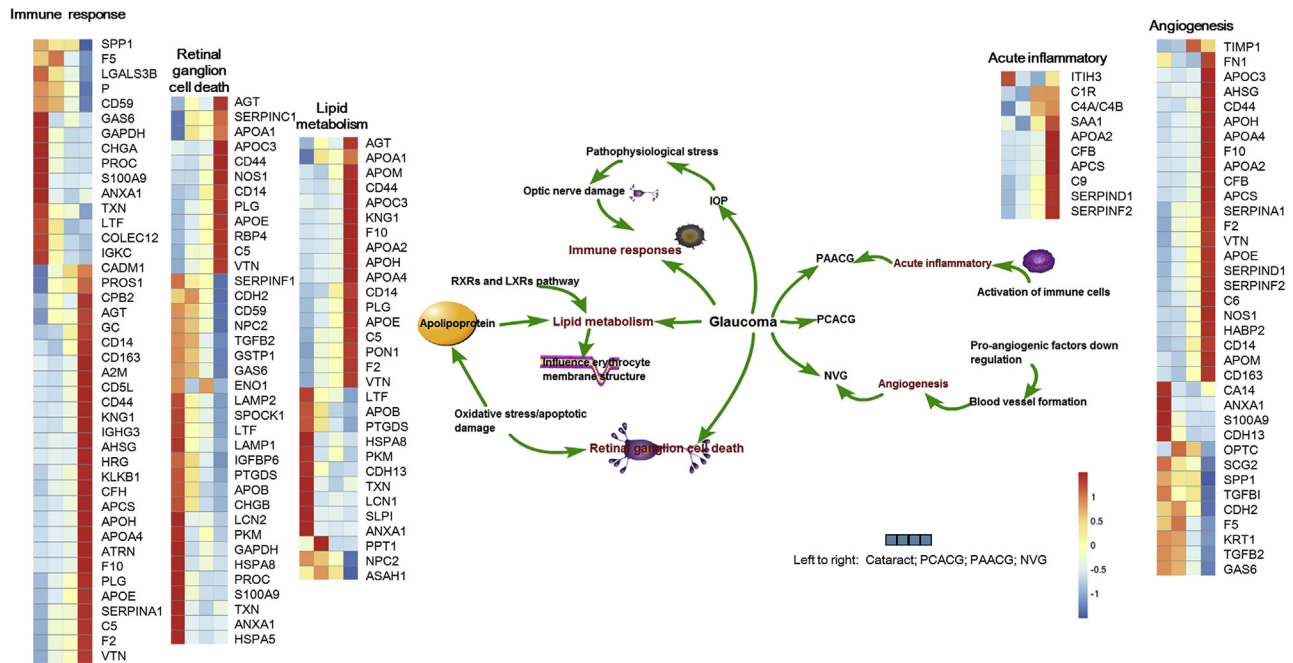 Immune response
SPP1
F5
LGALS3B
P
CD59
GAS6
GAPDH
CHGA
PROC
S100A9
ANXA1
TXN
LTF
COLEC12
IGKC
CADM1
PROS1
CPB2
AGT
GC
CD14
CD163
A2M
CD5L
CD44
KNG1
IGHG3
AHSG
HRG
KLKB1
CFH
APCS
APOH
APOA4
ATRN
F10
PLG
APOE
SERPINA1
C5
F2
VTN
Retinal
ganglion
cell death
AGT
SERPINC1
APOA1
APOC3
CD44
NOS1
CD14
PLG
APOE
RBP4
C5
VTN
SERPINF1
CDH2
CD59
NPC2
TGFB2
GSTP1
GAS6
ENO1
LAMP2
SPOCK1
LTF
LAMP1
IGFBP6
PTGDS
APOB
CHGB
LCN2
PKM
GAPDH
HSPA8
PROC
S100A9
TXN
ANXA1
HSPA5
Lipid
metabolism
AGT
APOA1
APOM
CD44
APOC3
KNG1
F10
APOA2
APOH
APOA4
CD14
PLG
APOE
C5
PON1
F2
VTN
LTF
APOB
PTGDS
HSPA8
PKM
CDH13
TXN
LCN1
SLPI
ANXA1
PPT1
NPC2
ASAH1
Pathophysiological stress
Optic nerve damage
IOP
Immune responses
RXRs and LXRs pathway
Apolipoprotein
Lipid metabolism
Glaucoma
Influence erythrocyte
membrane structure
Oxidative stress/apoptotic
damage
Retinal ganglion cell death
PAACG
Acute inflammatory
Activation of immune cells
PCACG
Pro-angiogenic factors down
regulation
NVG
Angiogenesis
Blood vessel formation
Acute inflammatory
ITIH3
C1R
C4A/C4B
SAA1
APOA2
CFB
APCS
C9
SERPIND1
SERPINF2
Angiogenesis
TIMP1
FN1
APOC3
AHSG
CD44
APOH
APOA4
F10
APOA2
CFB
APCS
SERPINA1
F2
VTN
APOE
SERPIND1
SERPINF2
C6
NOS1
HABP2
CD14
APOM
CD163
CA14
ANXA1
S100A9
CDH13
OPTC
SCG2
SPP1
TGFBI
CDH2
F5
KRT1
TGFB2
GAS6
1
0.5
0
-0.5
-1
Left to right: Cataract; PCACG; PAACG; NVG